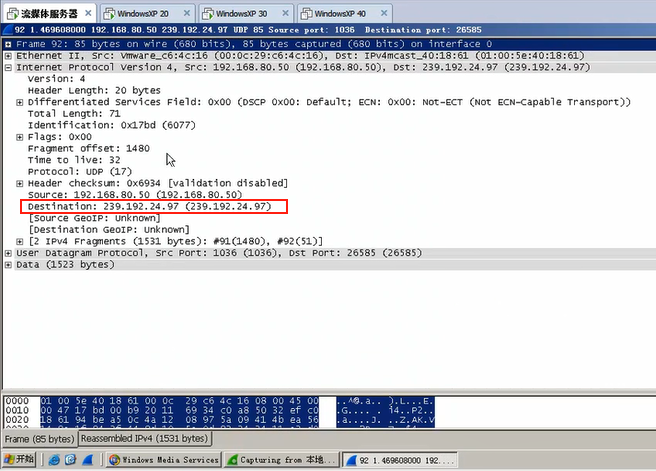 流媒体服务器 WindowsXP 20 WindowsXP 30 WindowsXP 40
92 1.469608000 192.168.80.50 239.192.24.97 UDP 85 Source port: 1036 Destination port: 26585
Frame 92: 85 bytes on wire (680 bits), 85 bytes captured (680 bits) on interface 0
Ethernet II, Src: Vmware_c6:4c:16 (00:0c:29:c6:4c:16), Dst: IPv4mcast_40:18:61 (01:00:5e:40:18:61)
Internet Protocol Version 4, Src: 192.168.80.50 (192.168.80.50), Dst: 239.192.24.97 (239.192.24.97)
Version: 4
Header Length: 20 bytes
Differentiated Services Field: 0x00 (DSCP 0x00: Default; ECN: 0x00: Not-ECT (Not ECN-Capable Transport))
Total Length: 71
Identification: 0x17bd (6077)
Flags: 0x00
Fragment offset: 1480
Time to live: 32
Protocol: UDP (17)
Header checksum: 0x6934 [validation disabled]
Source: 192.168.80.50 (192.168.80.50)
Destination: 239.192.24.97 (239.192.24.97)
[Source GeoIP: Unknown]
[Destination GeoIP: Unknown]
[2 IPv4 Fragments (1531 bytes): #91(1480), #92(51)]
User Datagram Protocol, Src Port: 1036 (1036), Dst Port: 26585 (26585)
Data (1523 bytes)
0000 01 00 5e 40 18 61 00 0c 29 c6 4c 16 08 00 45 00 ..^@.a.. ).L...E.
0010 00 47 17 bd 00 b9 20 11 69 34 c0 a8 50 32 ef c0 .G.... . i4..P2..
0020 18 61 94 be a5 0c 4a 12 08 97 5a 09 41 4b ea 56 .a....J. ..Z.AK.V
Frame (85 bytes) Reassembled IPv4 (1531 bytes)
开始 Windows Media Services Capturing from 本地... 92 1.469608000 192....